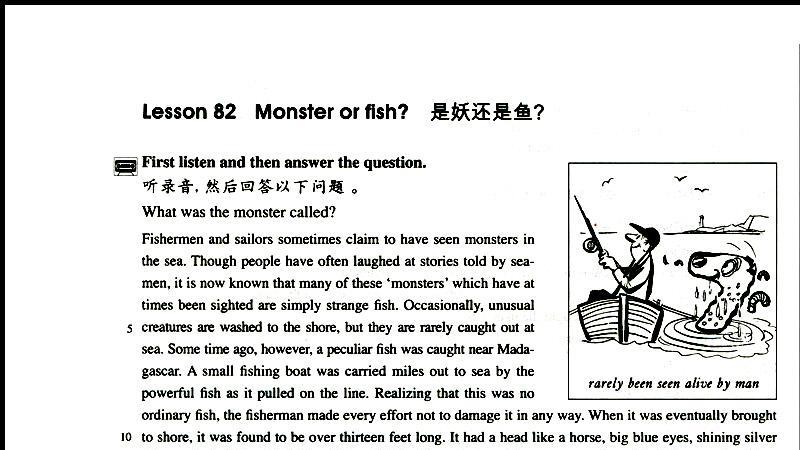 Lesson 82 Monster or fish? 是妖还是鱼?
First listen and then answer the question.
听录音, 然后回答以下问题。
What was the monster called?
Fishermen and sailors sometimes claim to have seen monsters in
the sea. Though people have often laughed at stories told by sea-
men, it is now known that many of these ‘monsters’ which have at
times been sighted are simply strange fish. Occasionally, unusual
5 creatures are washed to the shore, but they are rarely caught out at
sea. Some time ago, however, a peculiar fish was caught near Mada-
gascar. A small fishing boat was carried miles out to sea by the
powerful fish as it pulled on the line. Realizing that this was no
rarely been seen alive by man
ordinary fish, the fisherman made every effort not to damage it in any way. When it was eventually brought
10 to shore, it was found to be over thirteen feet long. It had a head like a horse, big blue eyes, shining silver